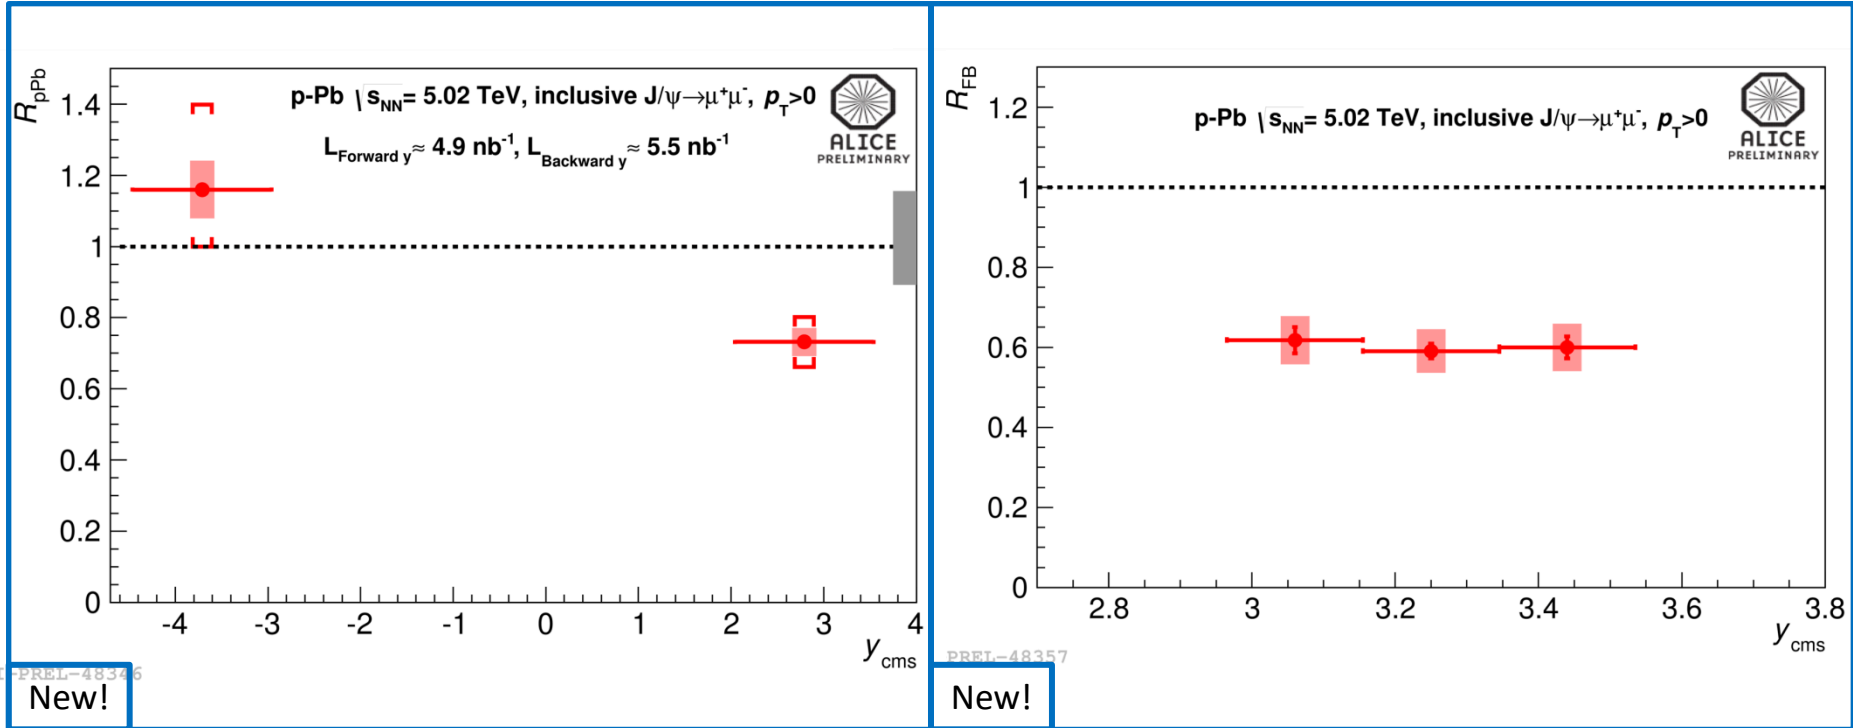 R_pPb
p-Pb √s_NN= 5.02 TeV, inclusive J/ψ→μ⁺μ⁻, p_T>0
L_Forward y≈ 4.9 nb⁻¹, L_Backward y ≈ 5.5 nb⁻¹
ALICE
PRELIMINARY
1.4
1.2
1
0.8
0.6
0.4
0.2
0
-4 -3 -2 -1 0 1 2 3 4
y_cms
PREL-48346
New!
R_FB
p-Pb √s_NN= 5.02 TeV, inclusive J/ψ→μ⁺μ⁻, p_T>0
ALICE
PRELIMINARY
1.2
1
0.8
0.6
0.4
0.2
0
2.8 3 3.2 3.4 3.6 3.8
y_cms
PREL-48357
New!